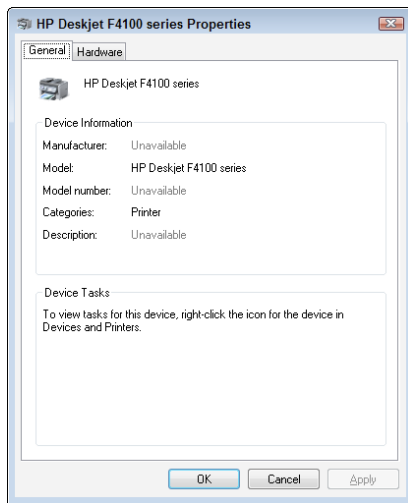 HP Deskjet F4100 series Properties
General Hardware
HP Deskjet F4100 series
Device Information
Manufacturer: Unavailable
Model: HP Deskjet F4100 series
Model number: Unavailable
Categories: Printer
Description: Unavailable
Device Tasks
To view tasks for this device, right-click the icon for the device in
Devices and Printers.
OK Cancel Apply